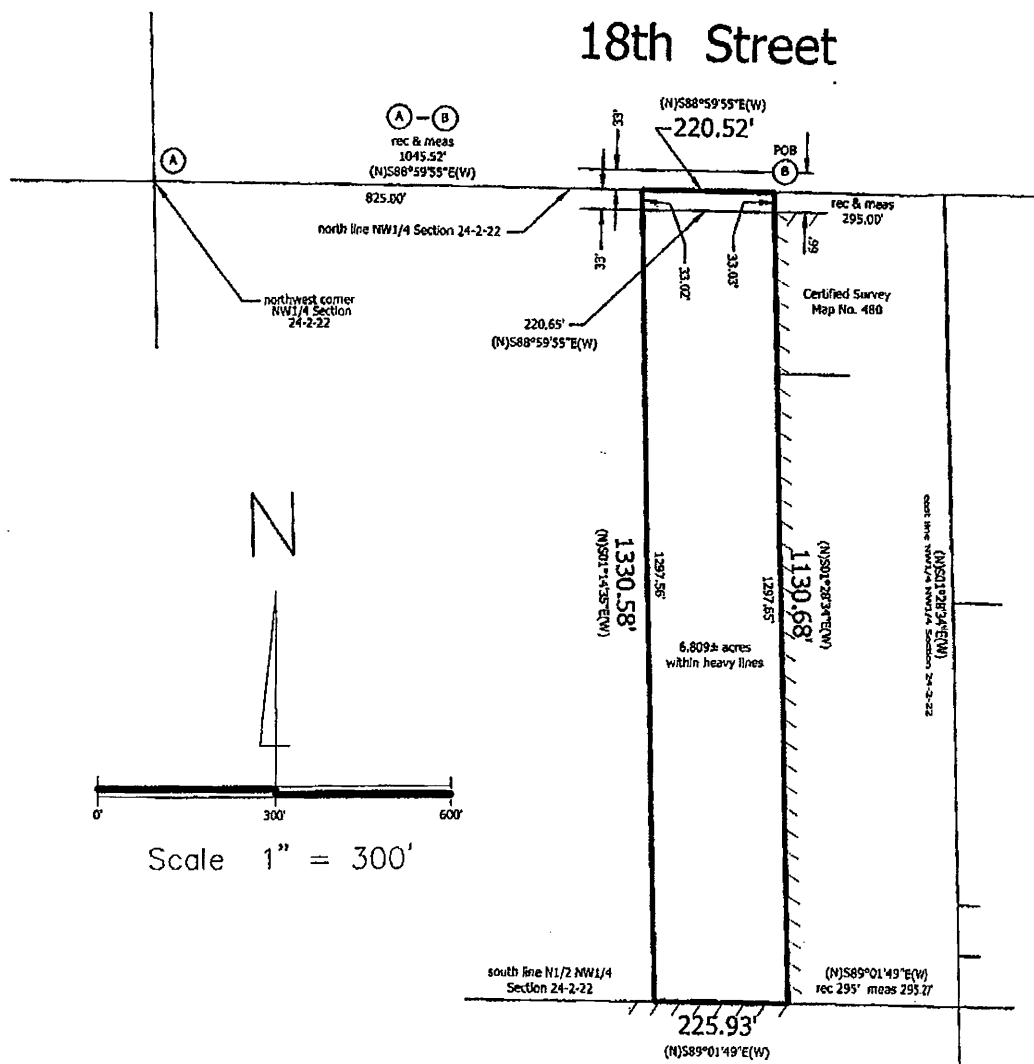 18th Street
(N)S88°59'55"E(W)
220.52'
33'
A - B
rec & meas
1045.52'
(N)S88°59'55"E(W)
POB
B
A
825.00'
rec & meas
295.00'
north line NW1/4 Section 24-2-22
33'
33.02'
33.03'
66'
northwest corner
NW1/4 Section
24-2-22
Certified Survey
Map No. 480
220.65'
(N)S88°59'55"E(W)
N
1330.58'
(N)S01°14'35"E(W)
1297.56'
1297.65'
1130.68'
(N)S01°28'34"E(W)
(N)S01°28'34"E(W)
east line NW1/4 NW1/4 Section 24-2-22
6.809± acres
within heavy lines
0'
300'
600'
Scale 1" = 300'
south line N1/2 NW1/4
Section 24-2-22
(N)S89°01'49"E(W)
rec 295' meas 295.27'
225.93'
(N)S89°01'49"E(W)